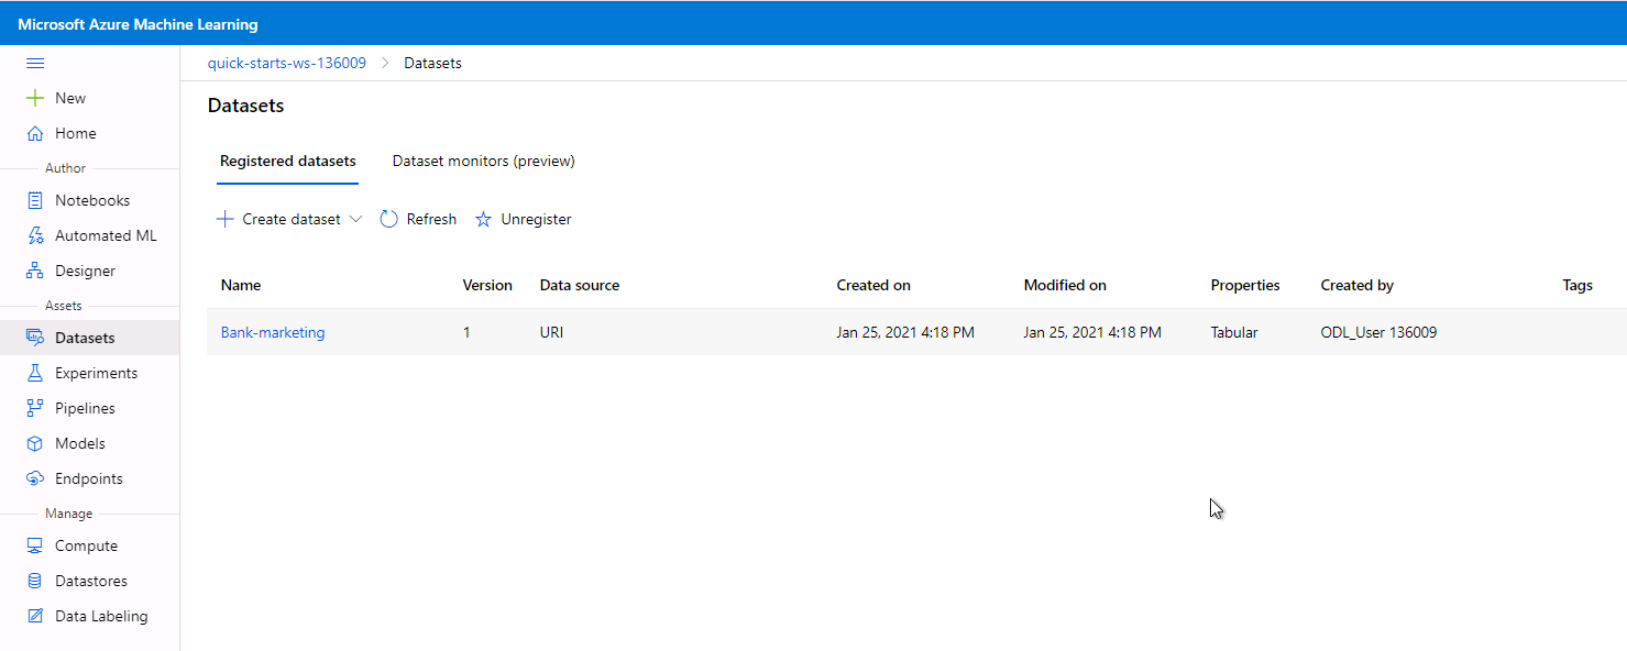 Microsoft Azure Machine Learning
quick-starts-ws-136009 > Datasets
New
Home
Author
Notebooks
Automated ML
Designer
Assets
Datasets
Experiments
Pipelines
Models
Endpoints
Manage
Compute
Datastores
Data Labeling
Datasets
Registered datasets Dataset monitors (preview)
Create dataset Refresh Unregister
Name Version Data source Created on Modified on Properties Created by Tags
Bank-marketing 1 URI Jan 25, 2021 4:18 PM Jan 25, 2021 4:18 PM Tabular ODL_User 136009